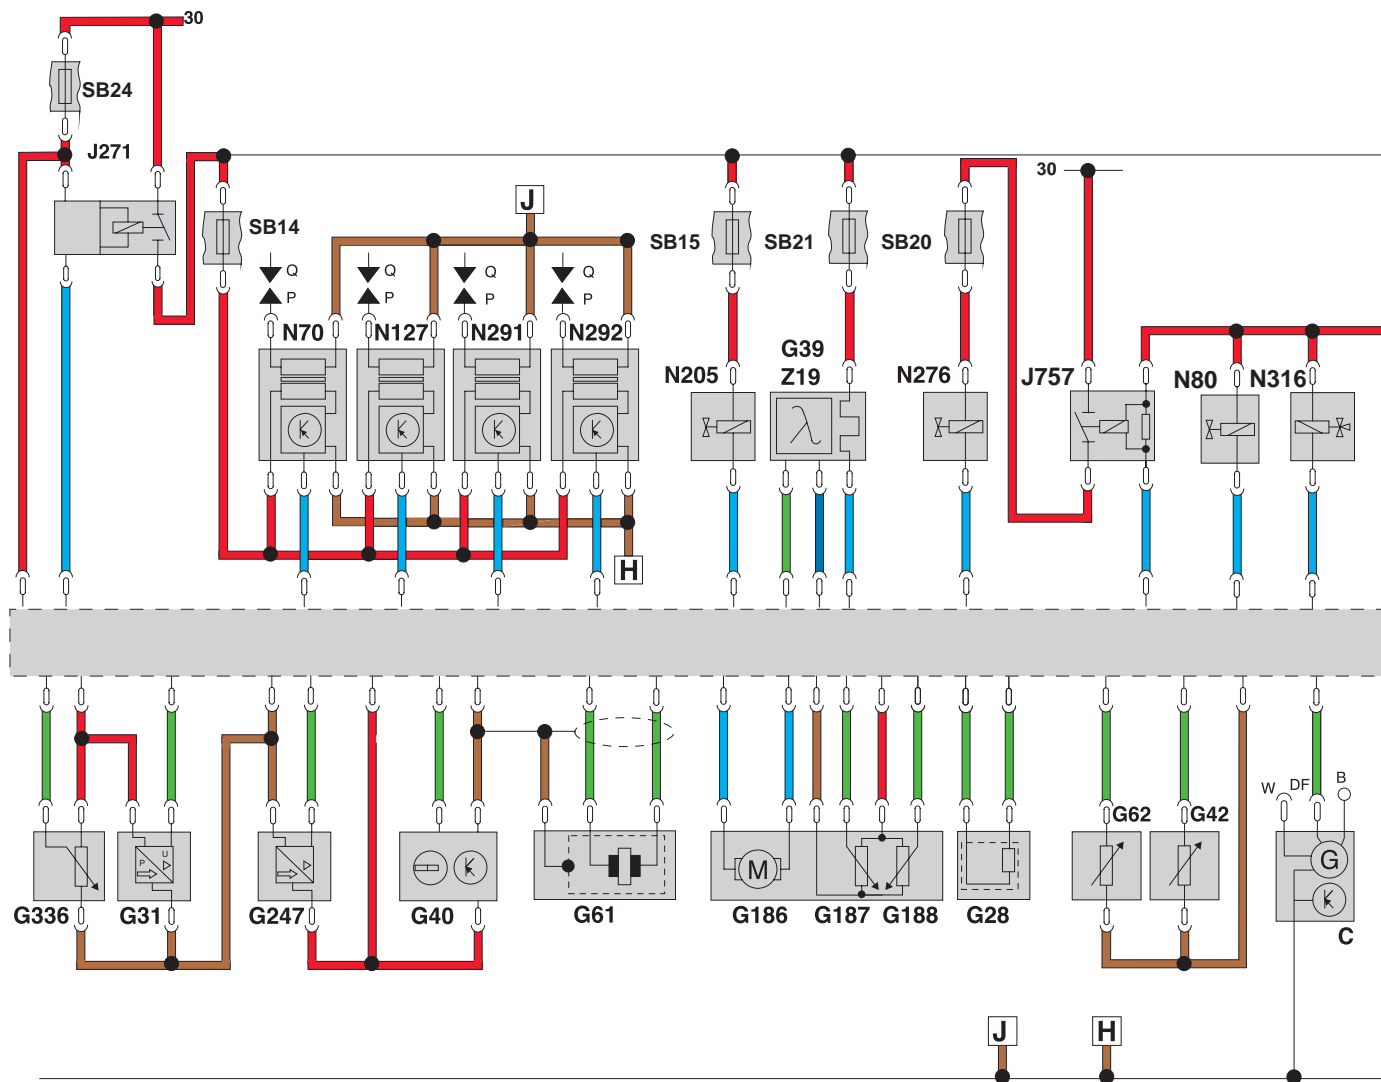 30
SB24
J271
30
J
SB14
SB15
SB21
SB20
Q
Q
Q
Q
P
P
P
P
N70
N127
N291
N292
G39
Z19
N205
N276
J757
N80
N316
H
W
DF
B
G62
G42
P
U
M
G
G336
G31
G247
G40
G61
G186
G187
G188
G28
C
J
H